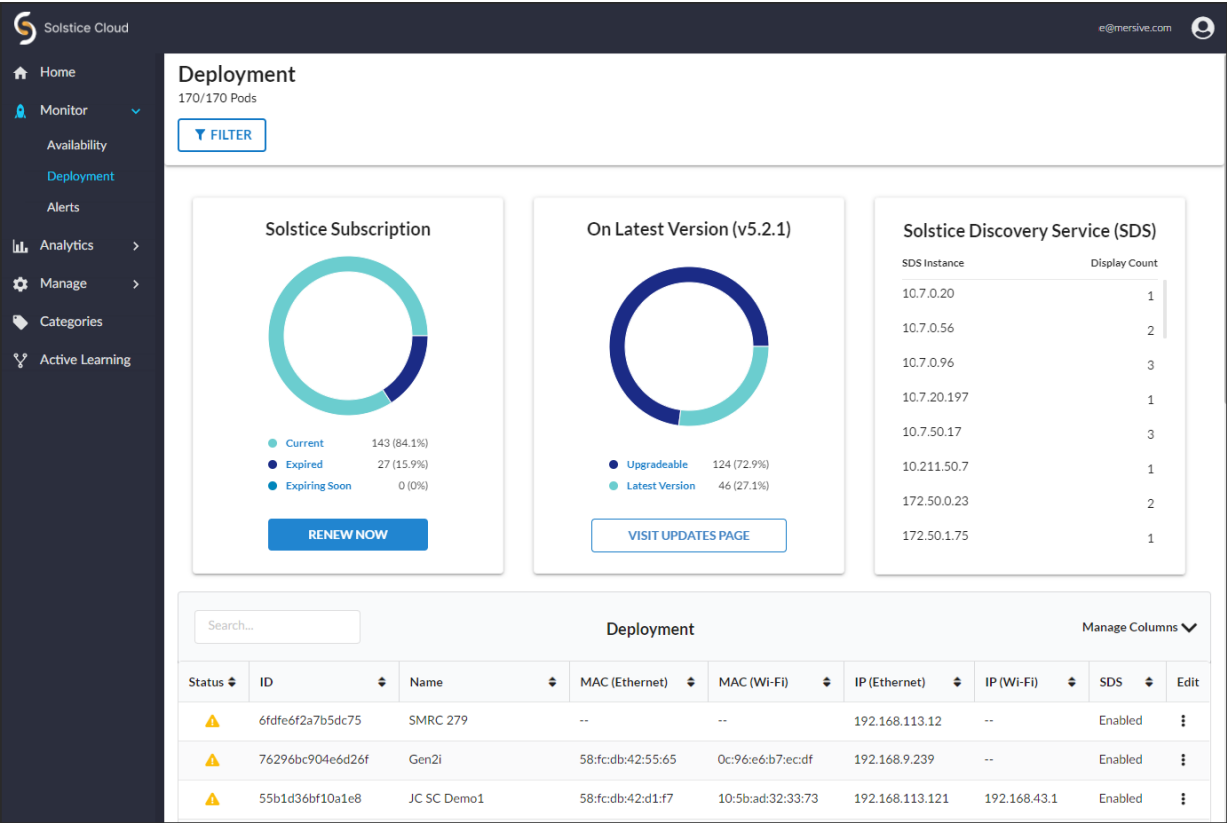 Solstice Cloud
e@mersive.com
Home
Monitor
Availability
Deployment
Alerts
Analytics
Manage
Categories
Active Learning
Deployment
170/170 Pods
FILTER
Solstice Subscription
Current 143 (84.1%)
Expired 27 (15.9%)
Expiring Soon 0 (0%)
RENEW NOW
On Latest Version (v5.2.1)
Upgradeable 124 (72.9%)
Latest Version 46 (27.1%)
VISIT UPDATES PAGE
Solstice Discovery Service (SDS)
SDS Instance Display Count
10.7.0.20 1
10.7.0.56 2
10.7.0.96 3
10.7.20.197 1
10.7.50.17 3
10.211.50.7 1
172.50.0.23 2
172.50.1.75 1
Search...
Deployment
Manage Columns
Status ID Name MAC (Ethernet) MAC (Wi-Fi) IP (Ethernet) IP (Wi-Fi) SDS Edit
6fdfe6f2a7b5dc75 SMRC 279 -- -- 192.168.113.12 -- Enabled
76296bc904e6d26f Gen2i 58:fc:db:42:55:65 0c:96:e6:b7:ec:df 192.168.9.239 -- Enabled
55b1d36bf10a1e8 JC SC Demo1 58:fc:db:42:d1:f7 10:5b:ad:32:33:73 192.168.113.121 192.168.43.1 Enabled